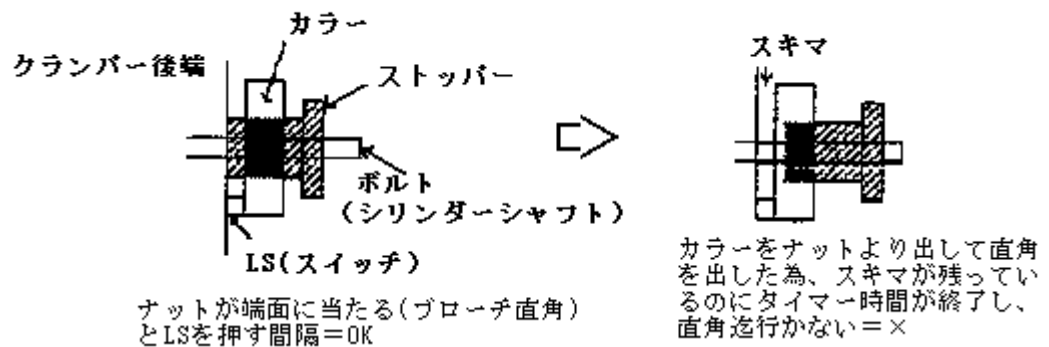 カラー
クランパー後端
ストッパー
ボルト
(シリンダーシャフト)
LS(スイッチ)
ナットが端面に当たる(ブローチ直角)
とLSを押す間隔=OK
スキマ
カラーをナットより出して直角
を出した為、スキマが残ってい
るのにタイマー時間が終了し、
直角迄行かない=×